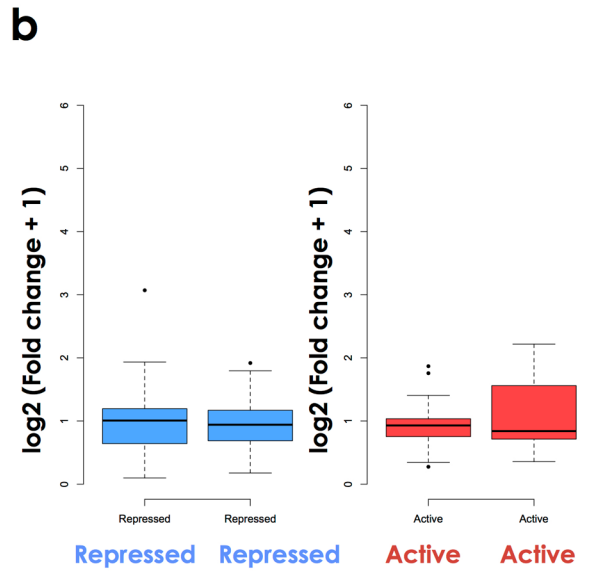 b
log2 (Fold change + 1)
6
5
4
3
2
1
0
Repressed Repressed
Repressed Repressed
log2 (Fold change + 1)
6
5
4
3
2
1
0
Active Active
Active Active